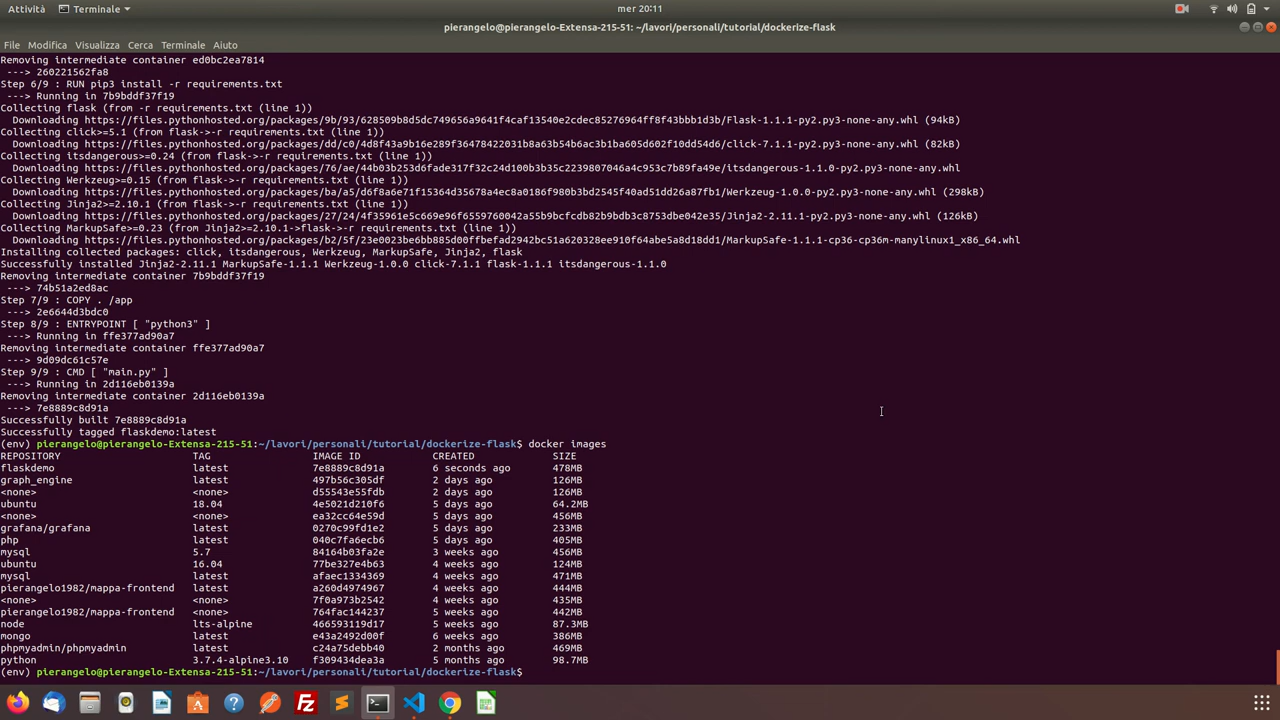 Attività
Terminale
mer 20:11
pierangelo@pierangelo-Extensa-215-51: ~/lavori/personali/tutorial/dockerize-flask
File Modifica Visualizza Cerca Terminale Aiuto
Removing intermediate container ed0bc2ea7814
---> 260221562fa8
Step 6/9 : RUN pip3 install -r requirements.txt
---> Running in 7b9bddf37f19
Collecting flask (from -r requirements.txt (line 1))
Downloading https://files.pythonhosted.org/packages/9b/93/628509b8d5dc749656a9641f4caf13540e2cdec85276964ff8f43bbb1d3b/Flask-1.1.1-py2.py3-none-any.whl (94kB)
Collecting click>=5.1 (from flask->-r requirements.txt (line 1))
Downloading https://files.pythonhosted.org/packages/dd/c0/4d8f43a9b16e289f36478422031b8a63b54b6ac3b1ba605d602f10dd54d6/click-7.1.1-py2.py3-none-any.whl (82kB)
Collecting itsdangerous>=0.24 (from flask->-r requirements.txt (line 1))
Downloading https://files.pythonhosted.org/packages/76/ae/44b03b253d6fade317f32c24d100b3b35c2239807046a4c953c7b89fa49e/itsdangerous-1.1.0-py2.py3-none-any.whl
Collecting Werkzeug>=0.15 (from flask->-r requirements.txt (line 1))
Downloading https://files.pythonhosted.org/packages/ba/a5/d6f8a6e71f15364d35678a4ec8a0186f980b3bd2545f40ad51dd26a87fb1/Werkzeug-1.0.0-py2.py3-none-any.whl (298kB)
Collecting Jinja2>=2.10.1 (from flask->-r requirements.txt (line 1))
Downloading https://files.pythonhosted.org/packages/27/24/4f35961e5c669e96f6559760042a55b9bcfcdb82b9bdb3c8753dbe042e35/Jinja2-2.11.1-py2.py3-none-any.whl (126kB)
Collecting MarkupSafe>=0.23 (from Jinja2>=2.10.1->flask->-r requirements.txt (line 1))
Downloading https://files.pythonhosted.org/packages/b2/5f/23e0023be6bb885d00ffbefad2942bc51a620328ee910f64abe5a8d18dd1/MarkupSafe-1.1.1-cp36-cp36m-manylinux1_x86_64.whl
Installing collected packages: click, itsdangerous, Werkzeug, MarkupSafe, Jinja2, flask
Successfully installed Jinja2-2.11.1 MarkupSafe-1.1.1 Werkzeug-1.0.0 click-7.1.1 flask-1.1.1 itsdangerous-1.1.0
Removing intermediate container 7b9bddf37f19
---> 74b51a2ed8ac
Step 7/9 : COPY . /app
---> 2e6644d3bdc0
Step 8/9 : ENTRYPOINT [ "python3" ]
---> Running in ffe377ad90a7
Removing intermediate container ffe377ad90a7
---> 9d09dc61c57e
Step 9/9 : CMD [ "main.py" ]
---> Running in 2d116eb0139a
Removing intermediate container 2d116eb0139a
---> 7e8889c8d91a
Successfully built 7e8889c8d91a
Successfully tagged flaskdemo:latest
(env) pierangelo@pierangelo-Extensa-215-51:~/lavori/personali/tutorial/dockerize-flask$ docker images
REPOSITORY TAG IMAGE ID CREATED SIZE
flaskdemo latest 7e8889c8d91a 6 seconds ago 478MB
graph_engine latest 497b56c305df 2 days ago 126MB
<none> <none> d55543e55fdb 2 days ago 126MB
ubuntu 18.04 4e5021d210f6 5 days ago 64.2MB
<none> <none> ea32cc64e59d 5 days ago 456MB
grafana/grafana latest 0270c99fd1e2 5 days ago 233MB
php latest 040c7fa6ecb6 5 days ago 405MB
mysql 5.7 84164b03fa2e 3 weeks ago 456MB
ubuntu 16.04 77be327e4b63 4 weeks ago 124MB
mysql latest afaec1334369 4 weeks ago 471MB
pierangelo1982/mappa-frontend latest a260d4974967 4 weeks ago 444MB
<none> <none> 7f0a973b2542 4 weeks ago 435MB
pierangelo1982/mappa-frontend <none> 764fac144237 5 weeks ago 442MB
node lts-alpine 466593119d17 5 weeks ago 87.3MB
mongo latest e43a2492d00f 6 weeks ago 386MB
phpmyadmin/phpmyadmin latest c24a75debb40 2 months ago 469MB
python 3.7.4-alpine3.10 f309434dea3a 5 months ago 98.7MB
(env) pierangelo@pierangelo-Extensa-215-51:~/lavori/personali/tutorial/dockerize-flask$